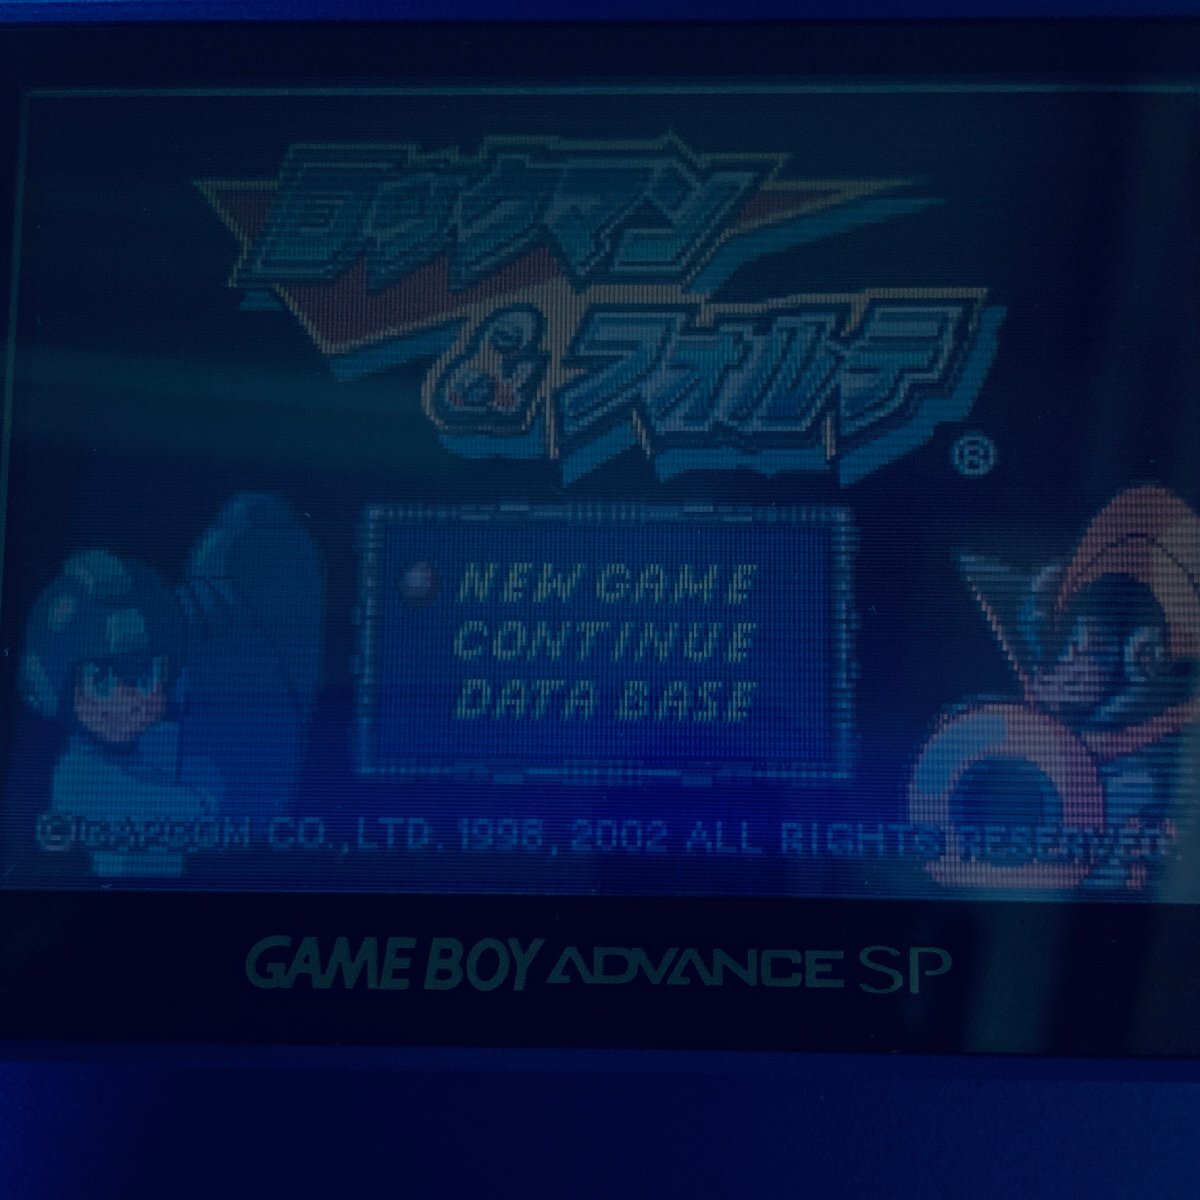 ロックマン
&フォルテ
®
NEW GAME
CONTINUE
DATA BASE
©CAPCOM CO.,LTD. 1998, 2002 ALL RIGHTS RESERVED.
GAME BOY ADVANCE SP